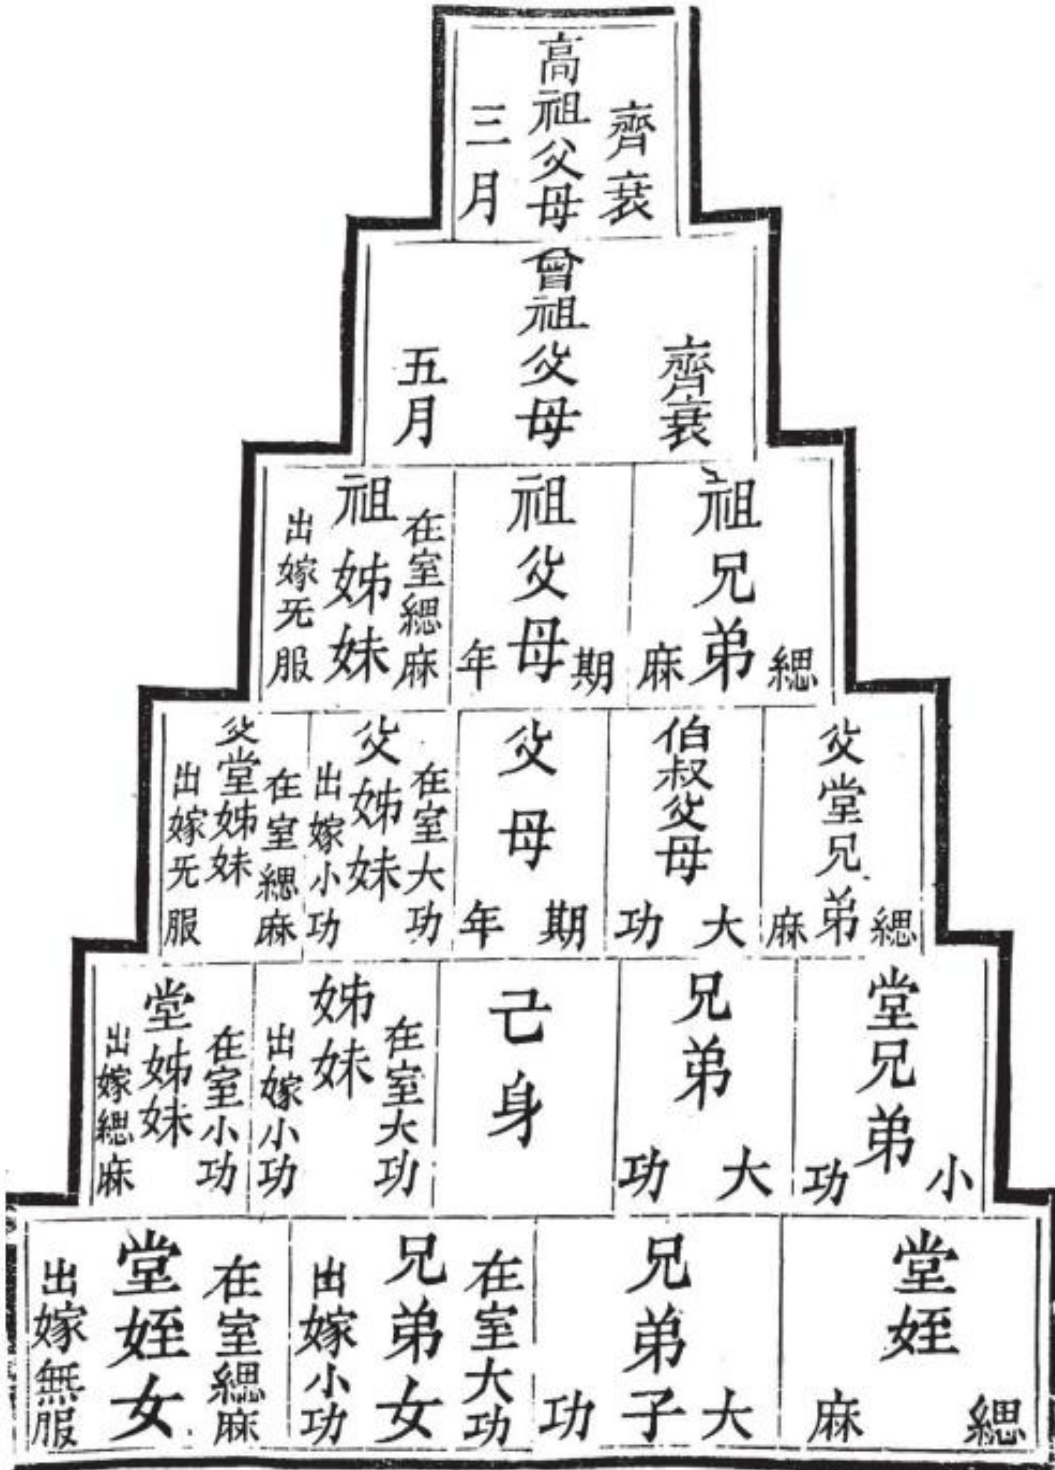 高祖父母
齊衰
三月
曾祖父母
齊衰
五月
祖兄弟
緦麻
祖父母
期年
祖姊妹
在室緦麻
出嫁旡服
父堂兄弟
緦麻
伯叔父母
大功
父母
期年
父姊妹
在室大功
出嫁小功
父堂姊妹
在室緦麻
出嫁旡服
堂兄弟
小功
兄弟
大功
己身
姊妹
在室大功
出嫁小功
堂姊妹
在室小功
出嫁緦麻
堂姪
緦麻
兄弟子
大功
兄弟女
在室大功
出嫁小功
堂姪女
在室緦麻
出嫁無服